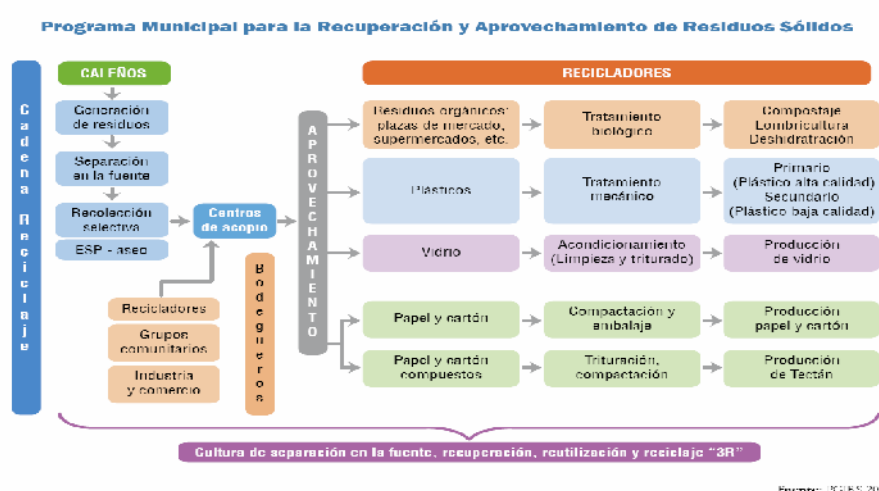 Programa Municipal para la Recuperación y Aprovechamiento de Residuos Sólidos
Cadena Reciclaje
CALEÑOS
Generación
de residuos
Separación
en la fuente
Recolección
selectiva
ESP - aseo
Recicladores
Grupos
comunitarios
Industria
y comercio
Centros
de acopio
Bodegueros
APROVECHAMIENTO
RECICLADORES
Residuos orgánicos:
plazas de mercado,
supermercados, etc.
Tratamiento
biológico
Compostaje
Lombricultura
Deshidratración
Plásticos
Tratamiento
mecánico
Primario
(Plástico alta calidad)
Secundario
(Plástico baja calidad)
Vidrio
Acondicionamiento
(Limpieza y triturado)
Producción
de vidrio
Papel y cartón
Compactación y
embalaje
Producción
papel y cartón
Papel y cartón
compuestos
Trituración,
compactación
Producción
de Tectán
Cultura de separación en la fuente, recuperación, reutilización y reciclaje "3R"
Fuente: